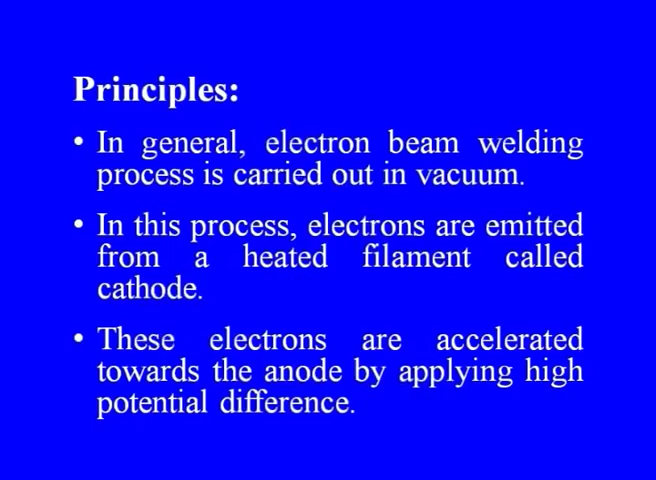 Principles:
• In general, electron beam welding
process is carried out in vacuum.
• In this process, electrons are emitted
from a heated filament called
cathode.
• These electrons are accelerated
towards the anode by applying high
potential difference.